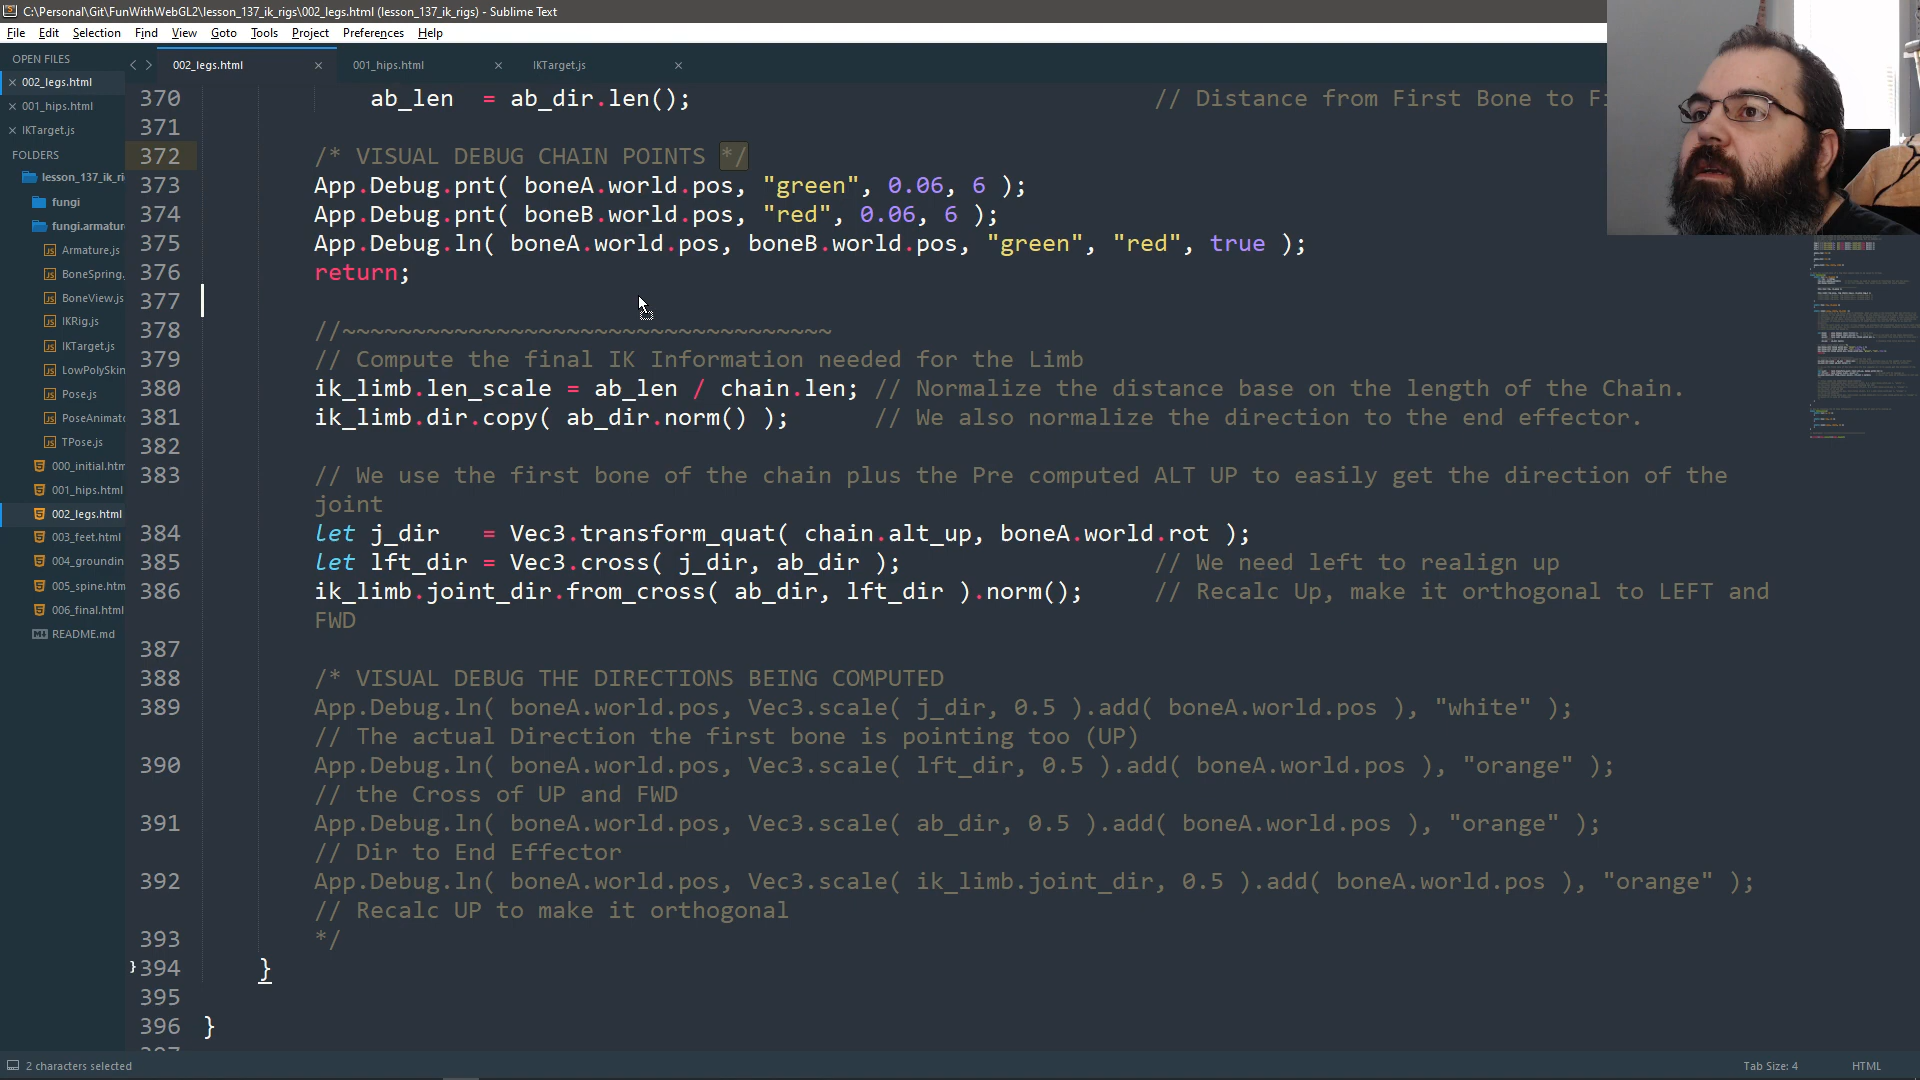 C:\Personal\Git\FunWithWebGL2\lesson_137_ik_rigs\002_legs.html (lesson_137_ik_rigs) - Sublime Text
File Edit Selection Find View Goto Tools Project Preferences Help
OPEN FILES
002_legs.html
001_hips.html
IKTarget.js
FOLDERS
lesson_137_ik_ri
fungi
fungi.armature
Armature.js
BoneSpring.
BoneView.js
IKRig.js
IKTarget.js
LowPolySkin
Pose.js
PoseAnimato
TPose.js
000_initial.htm
001_hips.html
002_legs.html
003_feet.html
004_groundin
005_spine.htm
006_final.html
README.md
002_legs.html 001_hips.html IKTarget.js
370 ab_len = ab_dir.len(); // Distance from First Bone to Fi
371
372 /* VISUAL DEBUG CHAIN POINTS */
373 App.Debug.pnt( boneA.world.pos, "green", 0.06, 6 );
374 App.Debug.pnt( boneB.world.pos, "red", 0.06, 6 );
375 App.Debug.ln( boneA.world.pos, boneB.world.pos, "green", "red", true );
376 return;
377
378 //~~~~~~~~~~~~~~~~~~~~~~~~~~~~~~~~~~~
379 // Compute the final IK Information needed for the Limb
380 ik_limb.len_scale = ab_len / chain.len; // Normalize the distance base on the length of the Chain.
381 ik_limb.dir.copy( ab_dir.norm() ); // We also normalize the direction to the end effector.
382
383 // We use the first bone of the chain plus the Pre computed ALT UP to easily get the direction of the
joint
384 let j_dir = Vec3.transform_quat( chain.alt_up, boneA.world.rot );
385 let lft_dir = Vec3.cross( j_dir, ab_dir ); // We need left to realign up
386 ik_limb.joint_dir.from_cross( ab_dir, lft_dir ).norm(); // Recalc Up, make it orthogonal to LEFT and
FWD
387
388 /* VISUAL DEBUG THE DIRECTIONS BEING COMPUTED
389 App.Debug.ln( boneA.world.pos, Vec3.scale( j_dir, 0.5 ).add( boneA.world.pos ), "white" );
// The actual Direction the first bone is pointing too (UP)
390 App.Debug.ln( boneA.world.pos, Vec3.scale( lft_dir, 0.5 ).add( boneA.world.pos ), "orange" );
// the Cross of UP and FWD
391 App.Debug.ln( boneA.world.pos, Vec3.scale( ab_dir, 0.5 ).add( boneA.world.pos ), "orange" );
// Dir to End Effector
392 App.Debug.ln( boneA.world.pos, Vec3.scale( ik_limb.joint_dir, 0.5 ).add( boneA.world.pos ), "orange" );
// Recalc UP to make it orthogonal
393 */
394 }
395
396 }
2 characters selected
Tab Size: 4 HTML